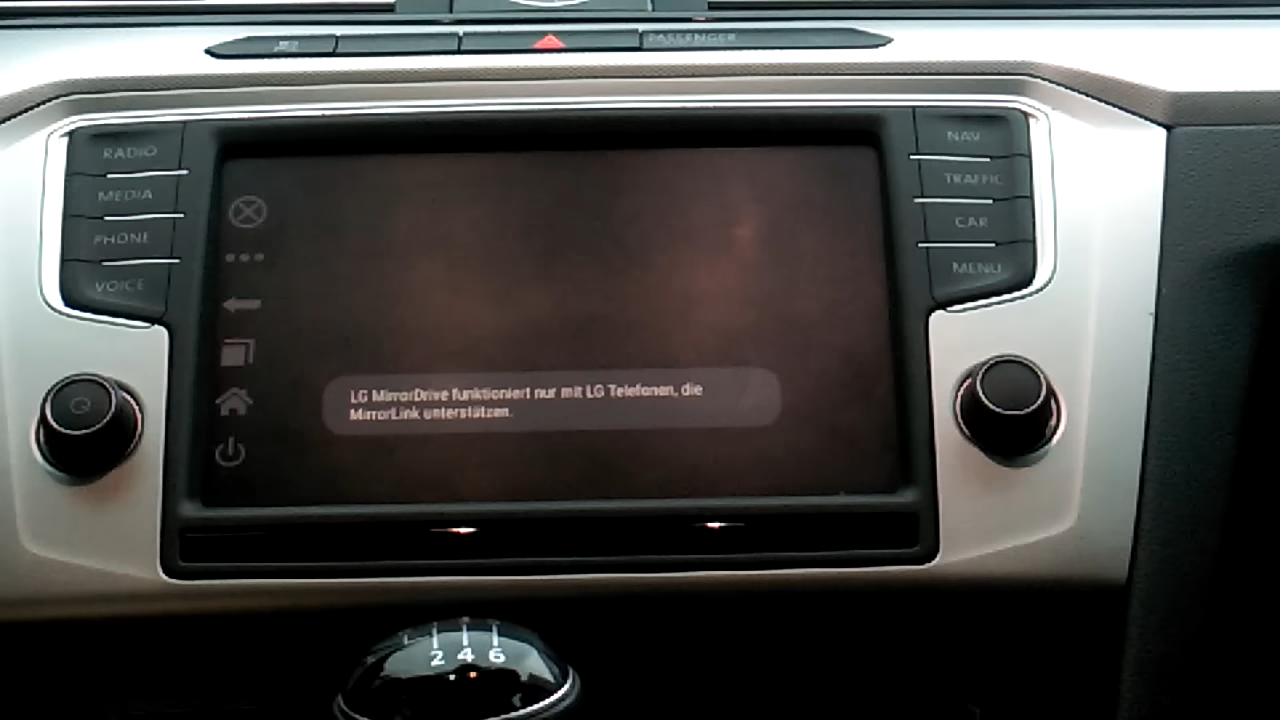 PASSENGER
RADIO
MEDIA
PHONE
VOICE
NAV
TRAFFIC
CAR
MENU
LG MirrorDrive funktioniert nur mit LG Telefonen, die
MirrorLink unterstützen.
2 4 6